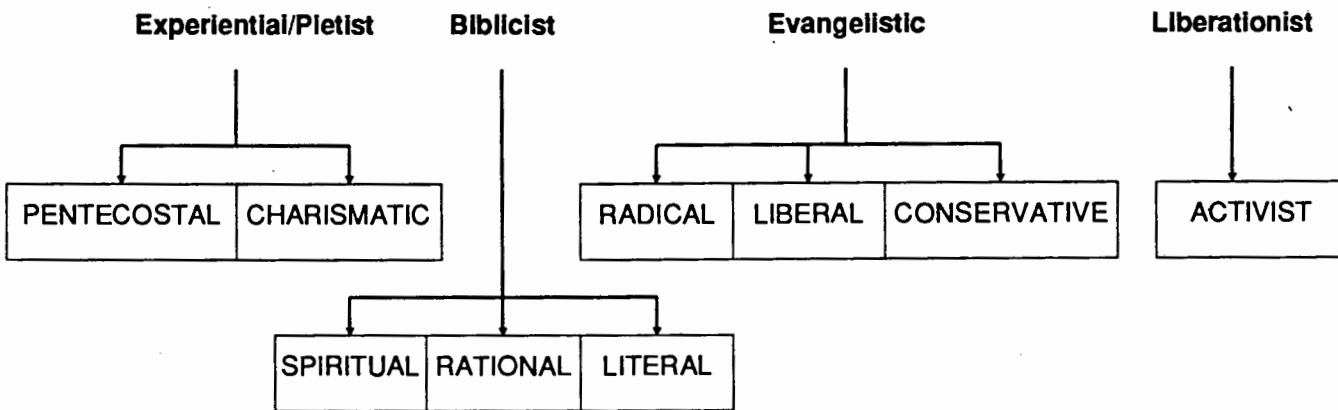 Experiential/Pietist Biblicist Evangelistic Liberationist
PENTECOSTAL CHARISMATIC RADICAL LIBERAL CONSERVATIVE ACTIVIST
SPIRITUAL RATIONAL LITERAL